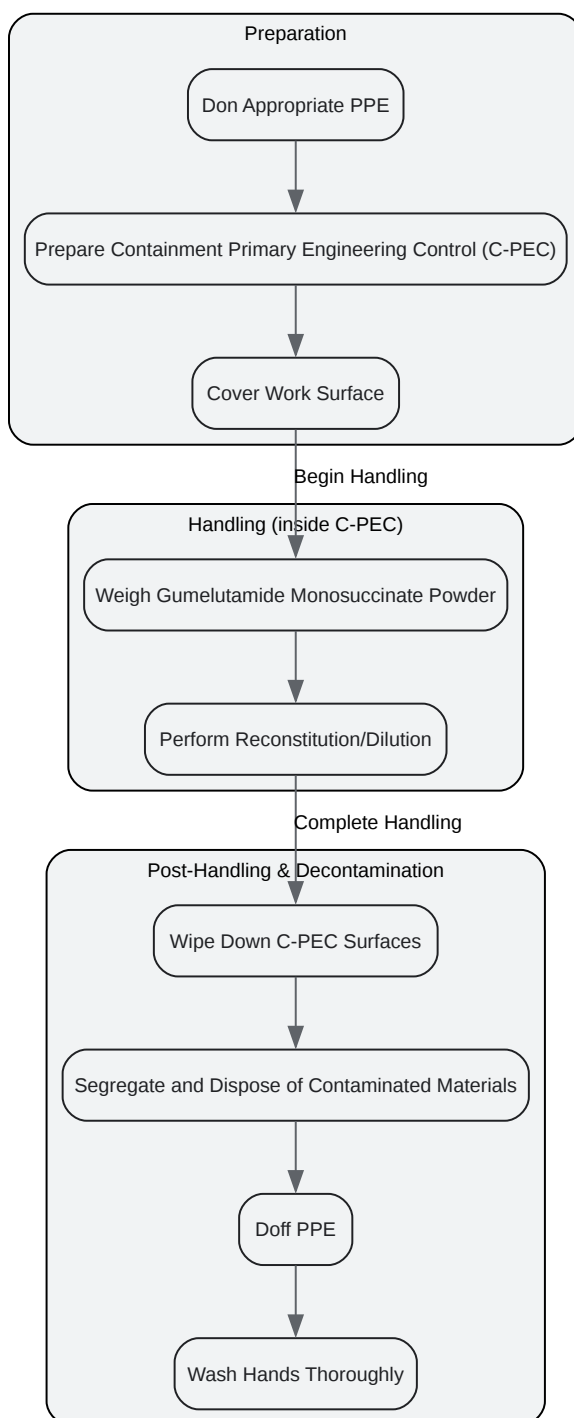 Preparation
Don Appropriate PPE
Prepare Containment Primary Engineering Control (C-PEC)
Cover Work Surface
Begin Handling
Handling (inside C-PEC)
Weigh Gumelutamide Monosuccinate Powder
Perform Reconstitution/Dilution
Complete Handling
Post-Handling & Decontamination
Wipe Down C-PEC Surfaces
Segregate and Dispose of Contaminated Materials
Doff PPE
Wash Hands Thoroughly